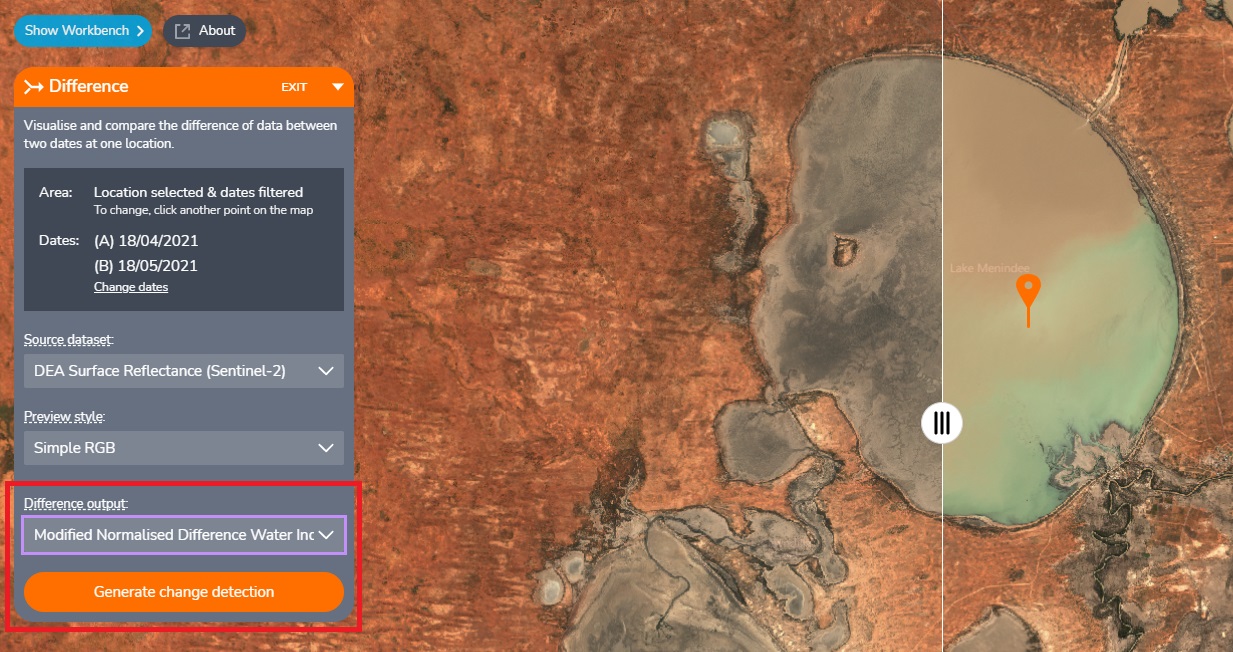 Show Workbench
About
Difference
EXIT
Visualise and compare the difference of data between
two dates at one location.
Area: Location selected & dates filtered
To change, click another point on the map
Dates: (A) 18/04/2021
(B) 18/05/2021
Change dates
Source dataset:
DEA Surface Reflectance (Sentinel-2)
Preview style:
Simple RGB
Difference output:
Modified Normalised Difference Water Inc
Generate change detection
Lake Menindee